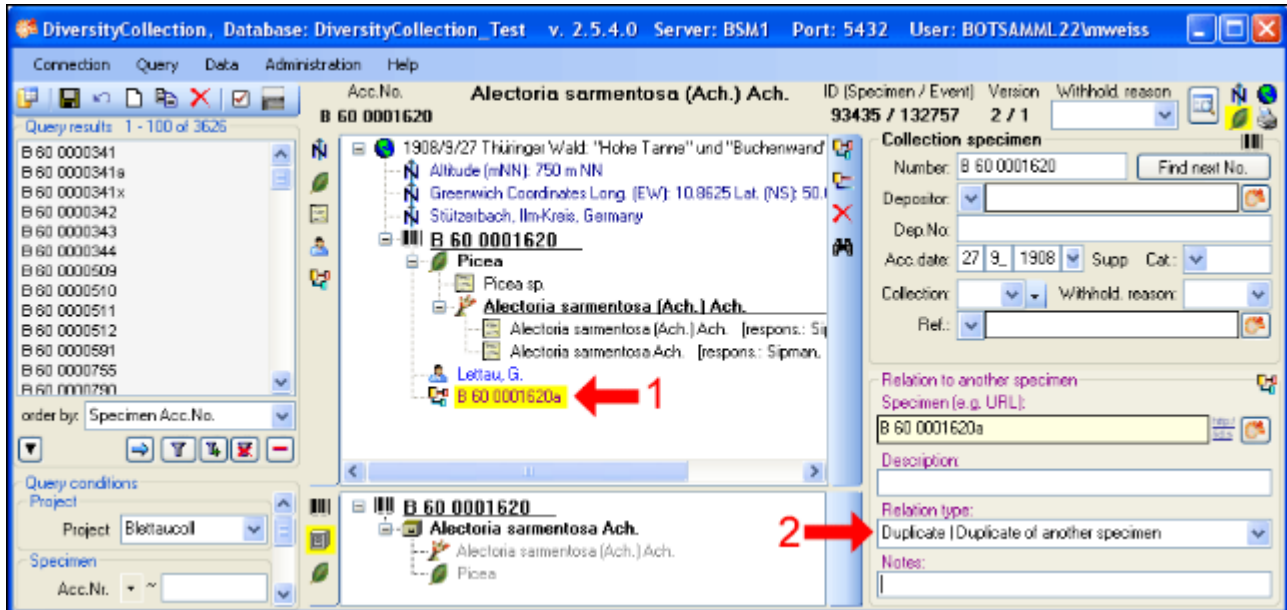 DiversityCollection, Database: DiversityCollection_Test v. 2.5.4.0 Server: BSM1 Port: 5432 User: BOTSAMML22\mweiss
Connection Query Data Administration Help
Query results 1 - 100 of 3626
B 60 0000341
B 60 0000341a
B 60 0000341x
B 60 0000342
B 60 0000343
B 60 0000344
B 60 0000509
B 60 0000510
B 60 0000511
B 60 0000512
B 60 0000591
B 60 0000755
B 60 0000790
order by: Specimen Acc.No.
Query conditions
Project
Project Blettaucoll
Specimen
Acc.Nr. ~
Acc.No. Alectoria sarmentosa (Ach.) Ach. ID (Specimen / Event) Version Withhold. reason
B 60 0001620 93435 / 132757 2 / 1
1908/9/27 Thüringer Wald: "Hohe Tanne" und "Buchenwand"
Altitude (mNN): 750 m NN
Greenwich Coordinates Long. (EW): 10.8625 Lat. (NS): 50.
Stützerbach, Ilm-Kreis, Germany
B 60 0001620
Picea
Picea sp.
Alectoria sarmentosa (Ach.) Ach.
Alectoria sarmentosa (Ach.) Ach. [respons.: Si
Alectoria sarmentosa Ach. [respons.: Sipman,
Lettau, G.
B 60 0001620a
1
B 60 0001620
Alectoria sarmentosa Ach.
Alectoria sarmentosa (Ach.) Ach.
Picea
Collection specimen
Number: B 60 0001620 Find next No.
Depositor:
Dep.No:
Acc.date: 27 9_ 1908 Supp Cat.:
Collection: Withhold. reason:
Ref.:
Relation to another specimen
Specimen (e.g. URL):
B 60 0001620a
Description:
Relation type:
2
Duplicate | Duplicate of another specimen
Notes: